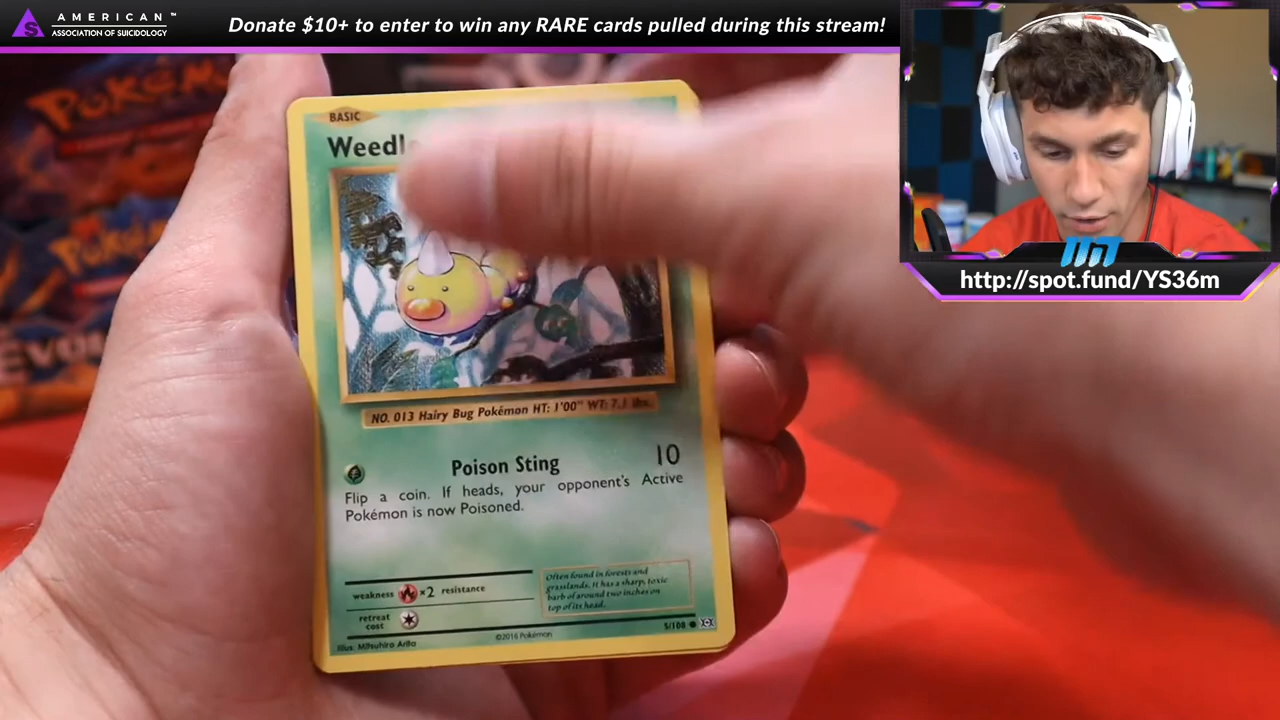 AMERICAN™
ASSOCIATION OF SUICIDOLOGY
Donate $10+ to enter to win any RARE cards pulled during this stream!
http://spot.fund/YS36m
POKéMO
BASIC
Weedl
NO. 013 Hairy Bug Pokémon HT: 1'00" WT: 7.1 lbs.
Poison Sting 10
Flip a coin. If heads, your opponent's Active
Pokémon is now Poisoned.
weakness ×2 resistance
retreat
cost
Often found in forests and
grasslands. It has a sharp, toxic
barb of around two inches on
top of its head.
Illus. Mitsuhiro Arita
©2016 Pokémon
5/108